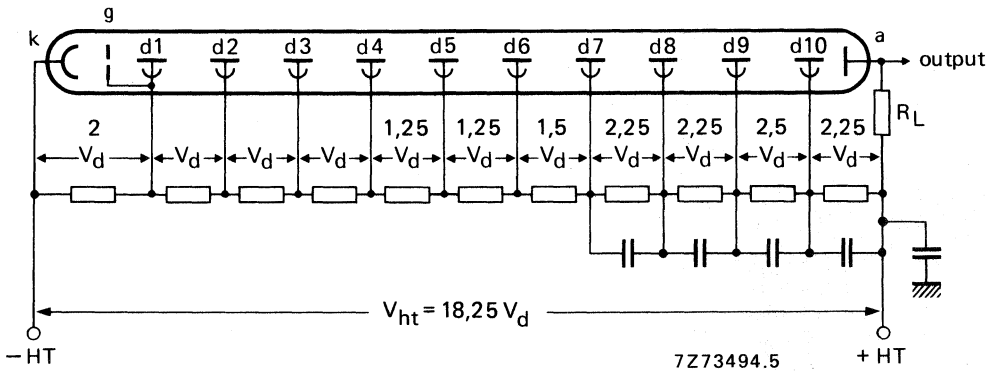 g
k d1 d2 d3 d4 d5 d6 d7 d8 d9 d10 a
output
R_L
2 1,25 1,25 1,5 2,25 2,25 2,5 2,25
V_d V_d V_d V_d V_d V_d V_d V_d V_d V_d V_d
V_ht = 18,25 V_d
− HT
+ HT
7Z73494.5